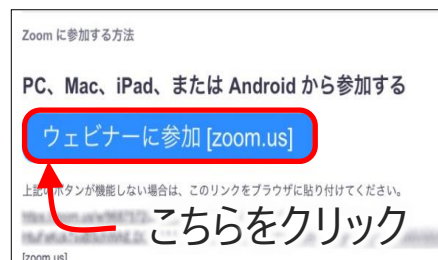 Zoom に参加する方法
PC、Mac、iPad、または Android から参加する
ウェビナーに参加 [zoom.us]
上記のボタンが機能しない場合は、このリンクをブラウザに貼り付けてください。
こちらをクリック
[zoom.us]